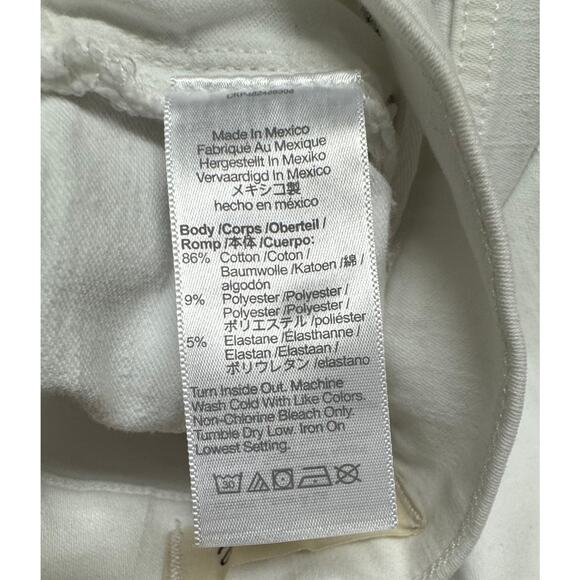 Made In Mexico
Fabriqué Au Mexique
Hergestellt In Mexiko
Vervaardigd In Mexico
メキシコ製
hecho en méxico
Body /Corps /Oberteil /
Romp /本体 /Cuerpo:
86% Cotton /Coton /
Baumwolle /Katoen /綿 /
algodón
9% Polyester /Polyester /
Polyester /Polyester /
ポリエステル /poliéster
5% Elastane /Elasthanne /
Elastan /Elastaan /
ポリウレタン /elastano
Turn Inside Out. Machine
Wash Cold With Like Colors.
Non-Chlorine Bleach Only.
Tumble Dry Low. Iron On
Lowest Setting.
30